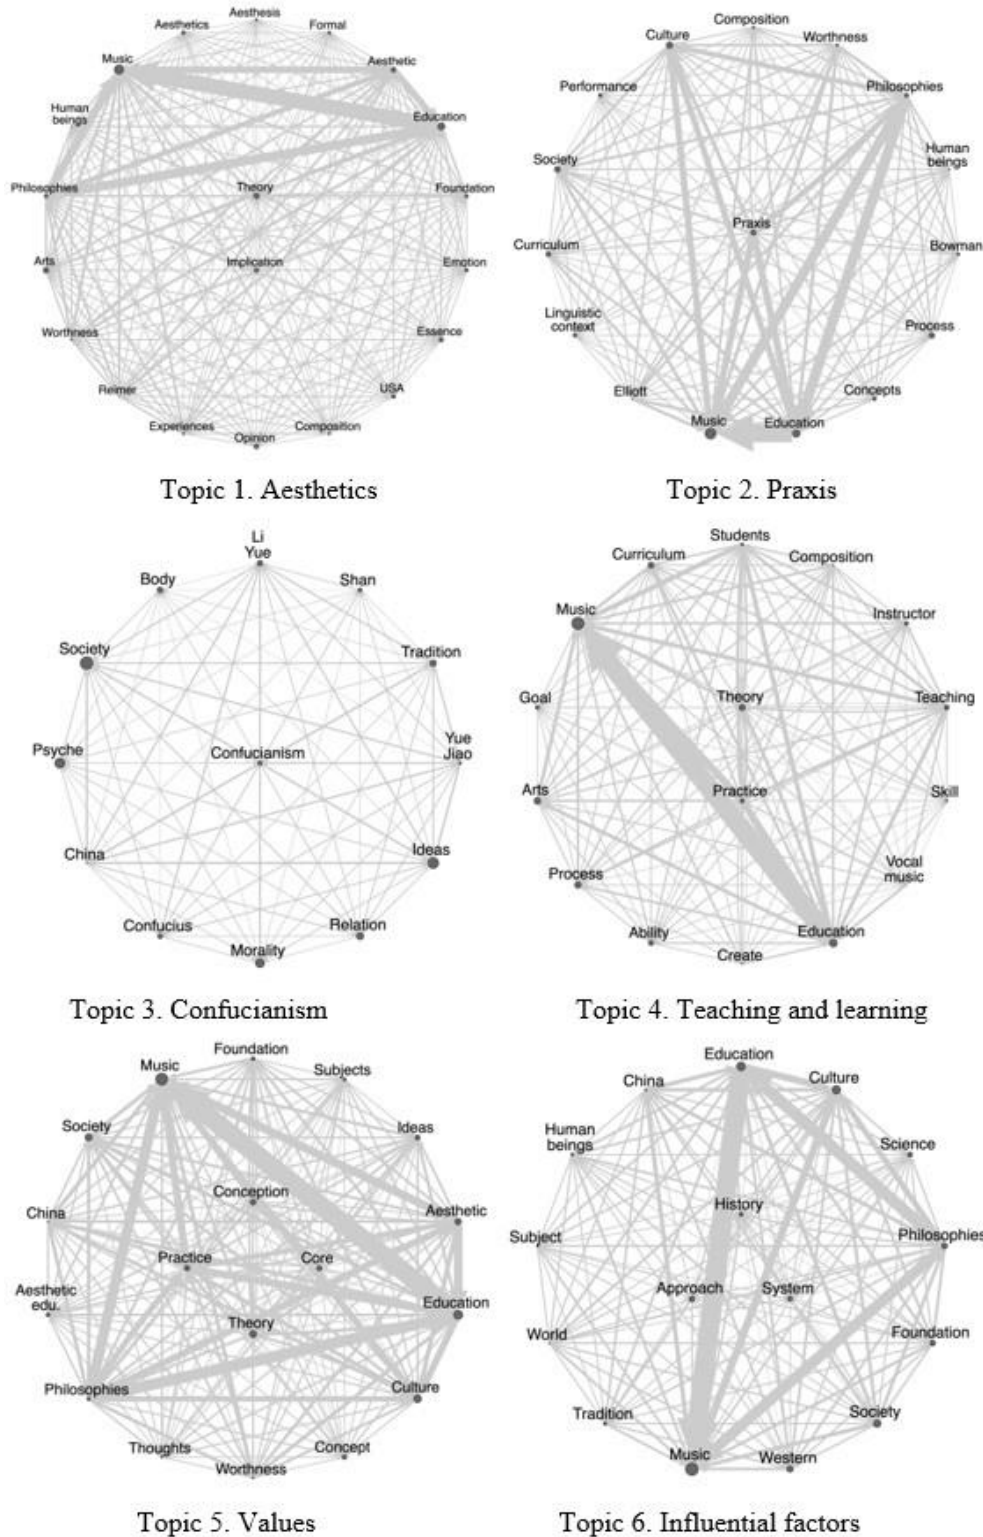 Aesthesis
Aesthetics
Formal
Music
Aesthetic
Human
beings
Education
Philosophies
Theory
Foundation
Arts
Implication
Emotion
Worthness
Essence
Reimer
USA
Experiences
Opinion
Composition
Topic 1. Aesthetics
Composition
Culture
Worthness
Performance
Philosophies
Society
Human
beings
Praxis
Curriculum
Bowman
Linguistic
context
Process
Elliott
Concepts
Music
Education
Topic 2. Praxis
Li
Yue
Body
Shan
Society
Tradition
Psyche
Confucianism
Yue
Jiao
China
Ideas
Confucius
Relation
Morality
Topic 3. Confucianism
Students
Curriculum
Composition
Music
Instructor
Goal
Theory
Teaching
Arts
Practice
Skill
Process
Vocal
music
Ability
Education
Create
Topic 4. Teaching and learning
Foundation
Music
Subjects
Society
Ideas
Conception
China
Aesthetic
Practice
Core
Aesthetic
edu.
Education
Theory
Philosophies
Culture
Thoughts
Concept
Worthness
Topic 5. Values
Education
China
Culture
Human
beings
Science
History
Subject
Philosophies
Approach
System
World
Foundation
Tradition
Society
Music
Western
Topic 6. Influential factors